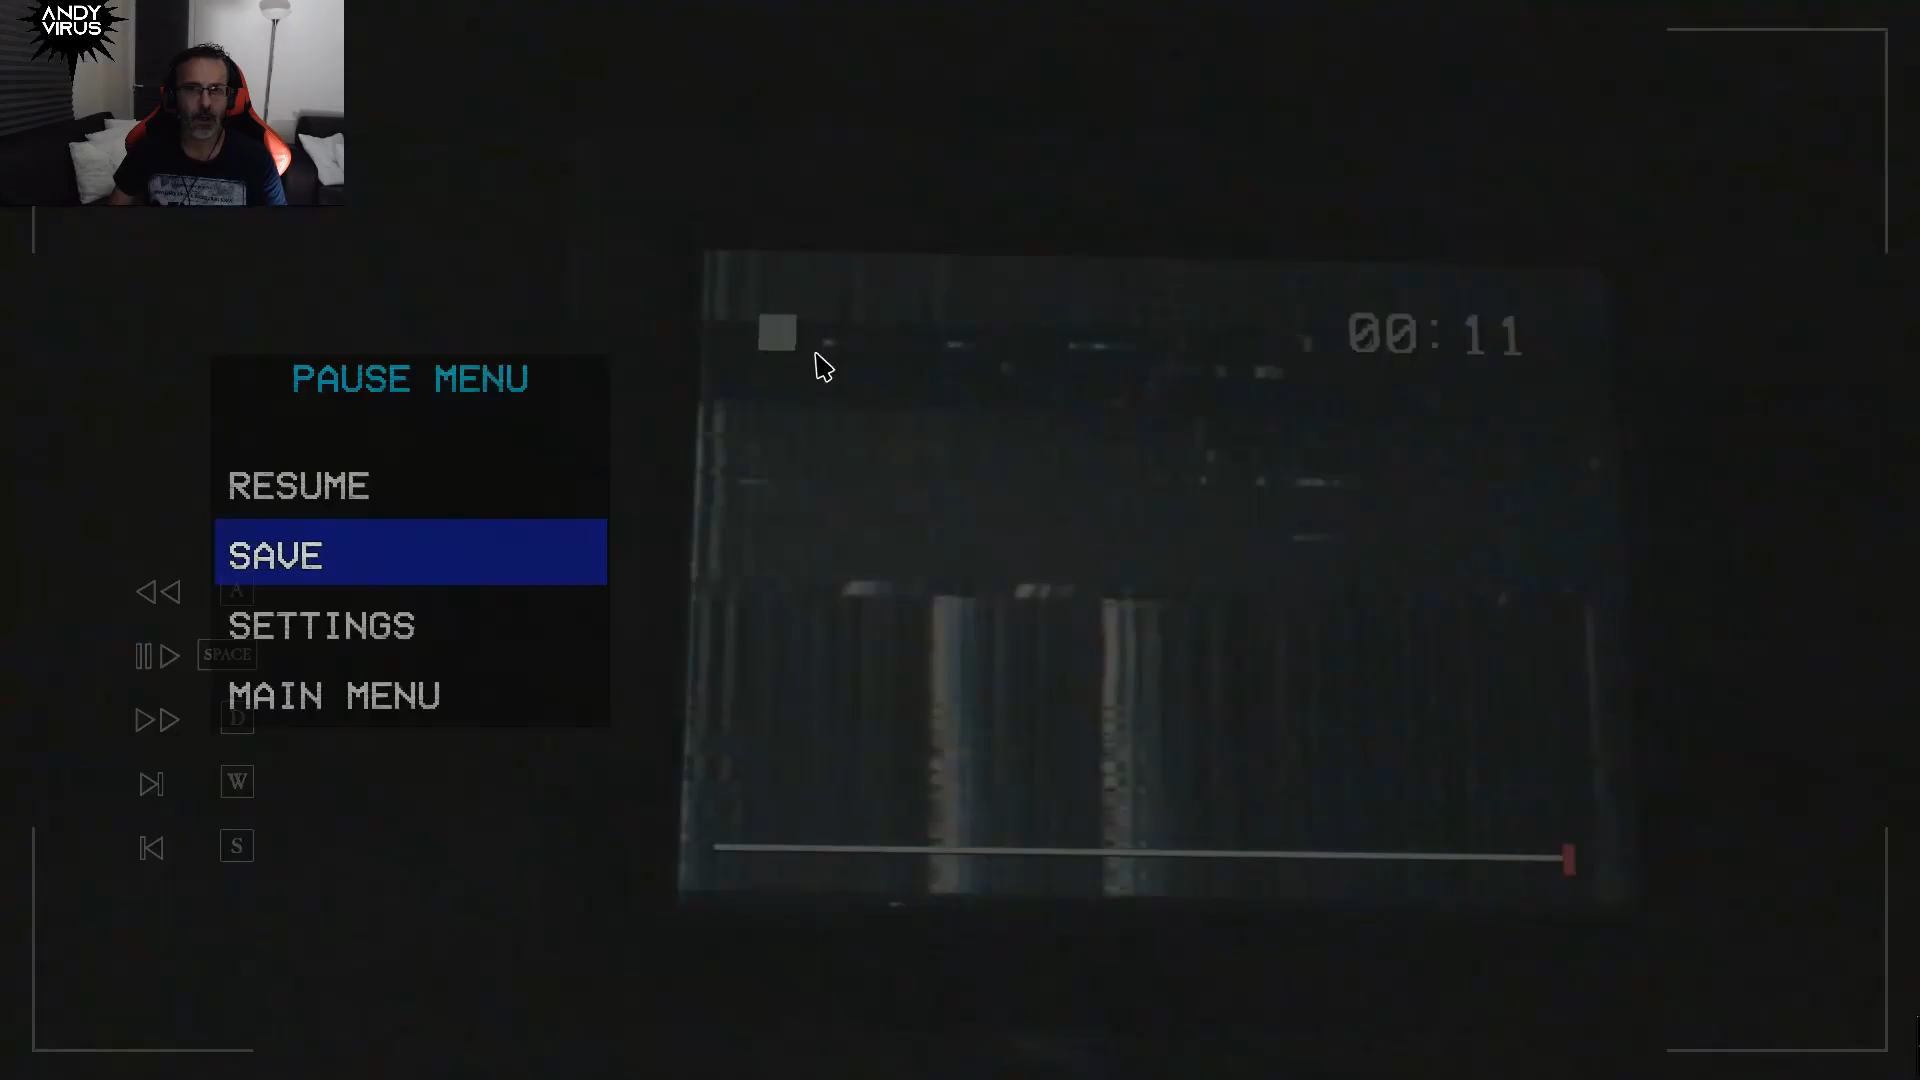 ANDY
VIRUS
00:11
PAUSE MENU
RESUME
SAVE
A
SETTINGS
SPACE
MAIN MENU
D
W
S